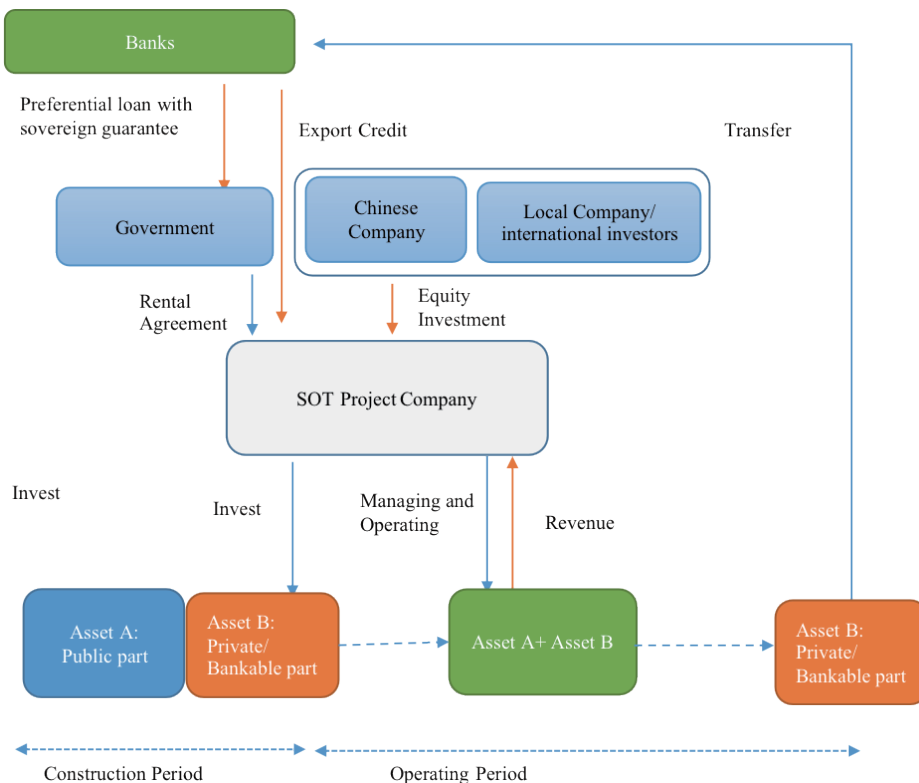 Banks
Preferential loan with
sovereign guarantee
Export Credit
Transfer
Government
Chinese
Company
Local Company/
international investors
Rental
Agreement
Equity
Investment
SOT Project Company
Invest
Invest
Managing and
Operating
Revenue
Asset A:
Public part
Asset B:
Private/
Bankable part
Asset A+ Asset B
Asset B:
Private/
Bankable part
Construction Period
Operating Period